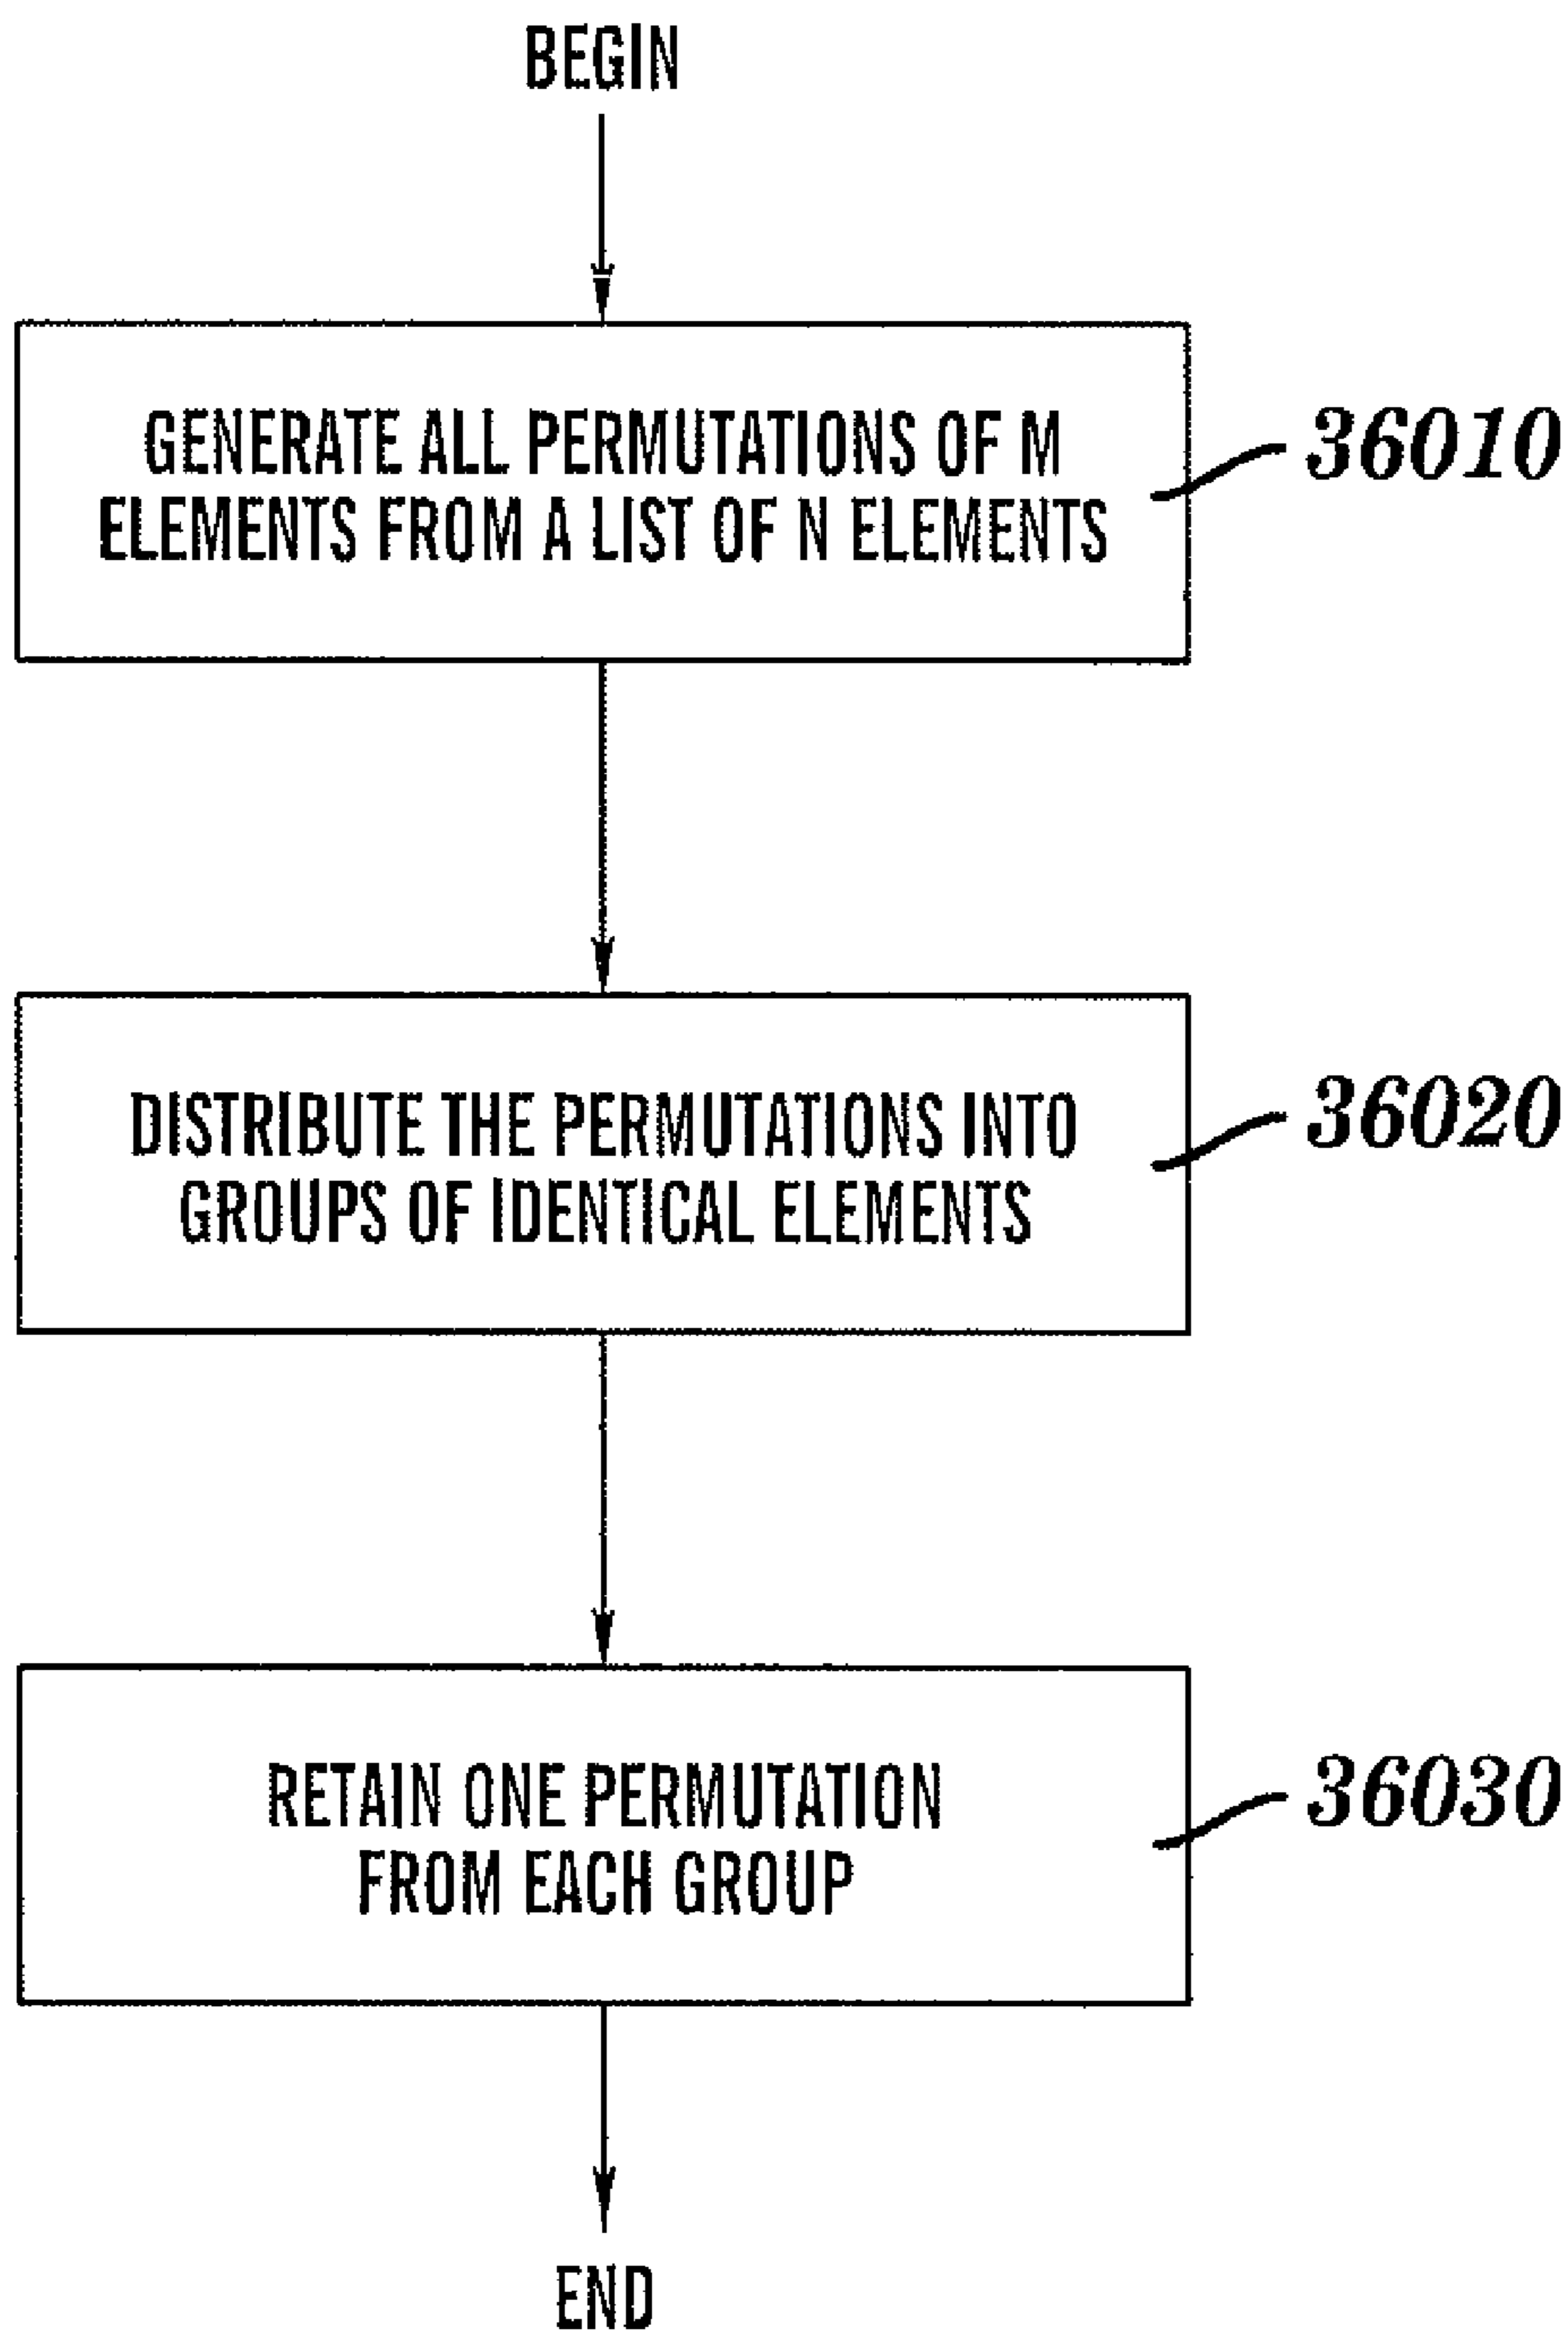 BEGIN
GENERATE ALL PERMUTATIONS OF M
ELEMENTS FROM A LIST OF N ELEMENTS
36010
DISTRIBUTE THE PERMUTATIONS INTO
GROUPS OF IDENTICAL ELEMENTS
36020
RETAIN ONE PERMUTATION
FROM EACH GROUP
36030
END